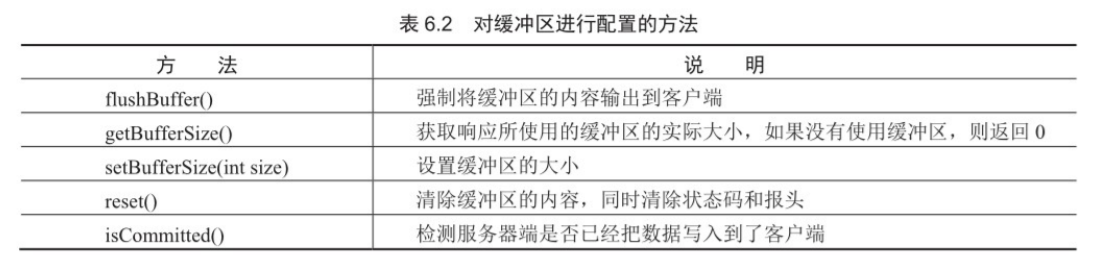 表 6.2 对缓冲区进行配置的方法
方 法 说 明
flushBuffer() 强制将缓冲区的内容输出到客户端
getBufferSize() 获取响应所使用的缓冲区的实际大小，如果没有使用缓冲区，则返回 0
setBufferSize(int size) 设置缓冲区的大小
reset() 清除缓冲区的内容，同时清除状态码和报头
isCommitted() 检测服务器端是否已经把数据写入到了客户端